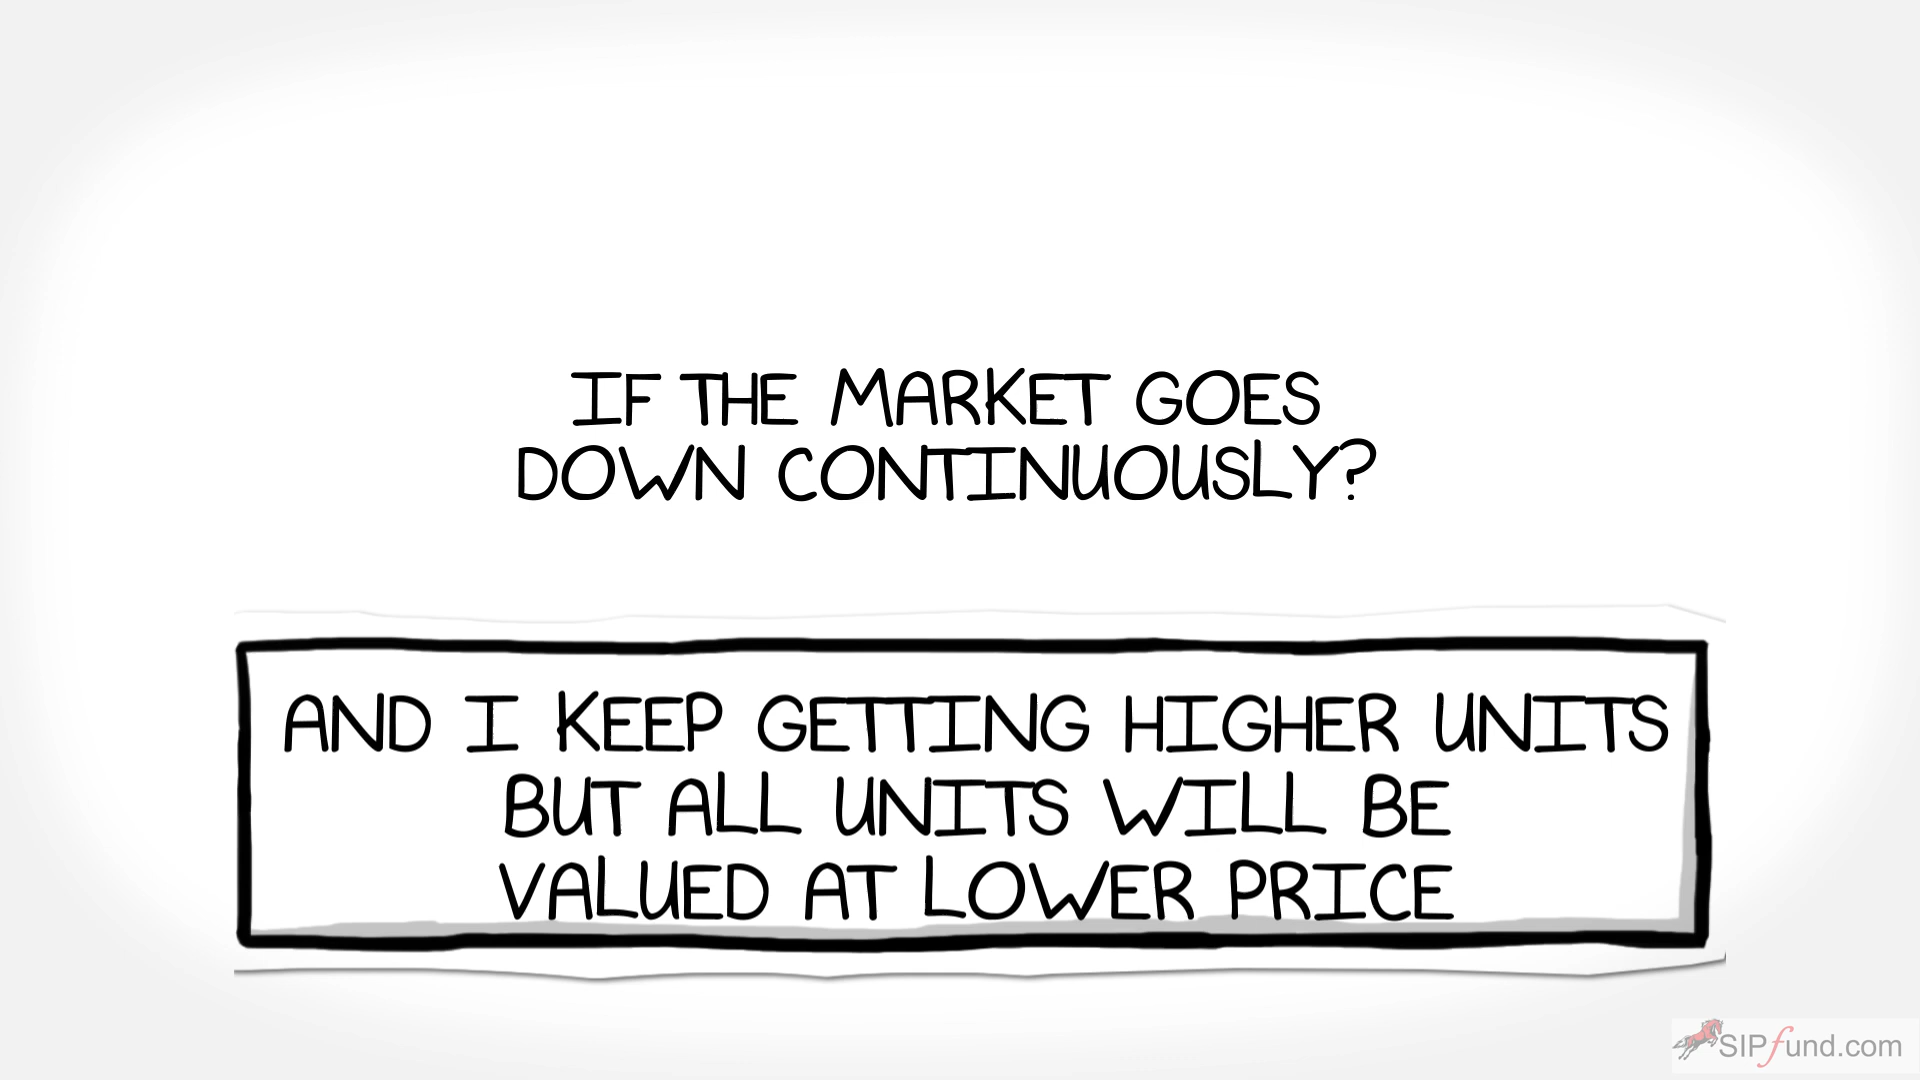 IF THE MARKET GOES
DOWN CONTINUOUSLY?
AND I KEEP GETTING HIGHER UNITS
BUT ALL UNITS WILL BE
VALUED AT LOWER PRICE
SIPfund.com